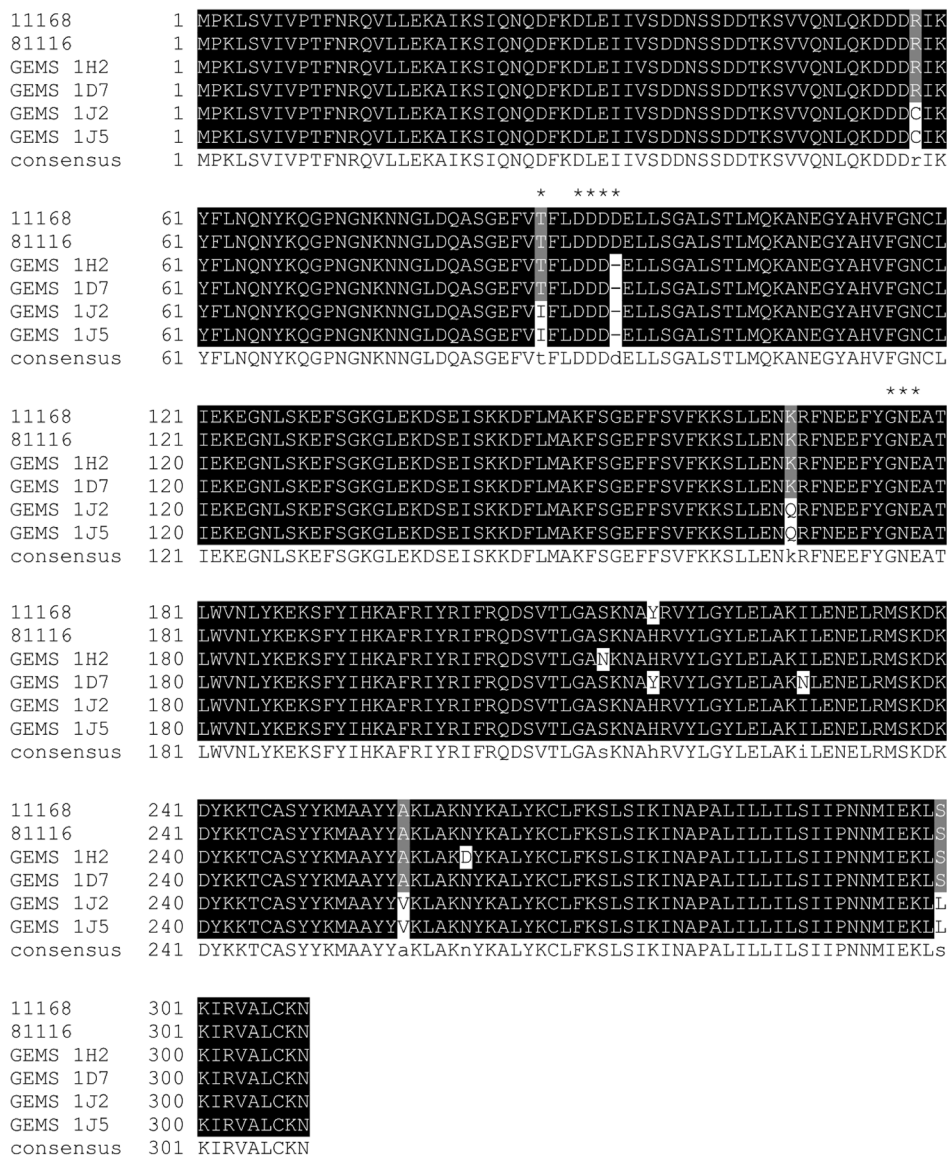 11168 1 MPKLSVIVPTFNRQVLLEKAIKSIQNQDFKDLEIIVSDDNSSDDTKSVVQNLQKDDDRIK
81116 1 MPKLSVIVPTFNRQVLLEKAIKSIQNQDFKDLEIIVSDDNSSDDTKSVVQNLQKDDDRIK
GEMS 1H2 1 MPKLSVIVPTFNRQVLLEKAIKSIQNQDFKDLEIIVSDDNSSDDTKSVVQNLQKDDDRIK
GEMS 1D7 1 MPKLSVIVPTFNRQVLLEKAIKSIQNQDFKDLEIIVSDDNSSDDTKSVVQNLQKDDDRIK
GEMS 1J2 1 MPKLSVIVPTFNRQVLLEKAIKSIQNQDFKDLEIIVSDDNSSDDTKSVVQNLQKDDDCIK
GEMS 1J5 1 MPKLSVIVPTFNRQVLLEKAIKSIQNQDFKDLEIIVSDDNSSDDTKSVVQNLQKDDDCIK
consensus 1 MPKLSVIVPTFNRQVLLEKAIKSIQNQDFKDLEIIVSDDNSSDDTKSVVQNLQKDDDrIK
* ****
11168 61 YFLNQNYKQGPNGNKNNGLDQASGEFVTFLDDDDELLSGALSTLMQKANEGYAHVFGNCL
81116 61 YFLNQNYKQGPNGNKNNGLDQASGEFVTFLDDDDELLSGALSTLMQKANEGYAHVFGNCL
GEMS 1H2 61 YFLNQNYKQGPNGNKNNGLDQASGEFVTFLDDD-ELLSGALSTLMQKANEGYAHVFGNCL
GEMS 1D7 61 YFLNQNYKQGPNGNKNNGLDQASGEFVTFLDDD-ELLSGALSTLMQKANEGYAHVFGNCL
GEMS 1J2 61 YFLNQNYKQGPNGNKNNGLDQASGEFVIFLDDD-ELLSGALSTLMQKANEGYAHVFGNCL
GEMS 1J5 61 YFLNQNYKQGPNGNKNNGLDQASGEFVIFLDDD-ELLSGALSTLMQKANEGYAHVFGNCL
consensus 61 YFLNQNYKQGPNGNKNNGLDQASGEFVtFLDDDdELLSGALSTLMQKANEGYAHVFGNCL
***
11168 121 IEKEGNLSKEFSGKGLEKDSEISKKDFLMAKFSGEFFSVFKKSLLENKRFNEEFYGNEAT
81116 121 IEKEGNLSKEFSGKGLEKDSEISKKDFLMAKFSGEFFSVFKKSLLENKRFNEEFYGNEAT
GEMS 1H2 120 IEKEGNLSKEFSGKGLEKDSEISKKDFLMAKFSGEFFSVFKKSLLENKRFNEEFYGNEAT
GEMS 1D7 120 IEKEGNLSKEFSGKGLEKDSEISKKDFLMAKFSGEFFSVFKKSLLENKRFNEEFYGNEAT
GEMS 1J2 120 IEKEGNLSKEFSGKGLEKDSEISKKDFLMAKFSGEFFSVFKKSLLENQRFNEEFYGNEAT
GEMS 1J5 120 IEKEGNLSKEFSGKGLEKDSEISKKDFLMAKFSGEFFSVFKKSLLENQRFNEEFYGNEAT
consensus 121 IEKEGNLSKEFSGKGLEKDSEISKKDFLMAKFSGEFFSVFKKSLLENkRFNEEFYGNEAT
11168 181 LWVNLYKEKSFYIHKAFRIYRIFRQDSVTLGASKNAYRVYLGYLELAKILENELRMSKDK
81116 181 LWVNLYKEKSFYIHKAFRIYRIFRQDSVTLGASKNAHRVYLGYLELAKILENELRMSKDK
GEMS 1H2 180 LWVNLYKEKSFYIHKAFRIYRIFRQDSVTLGANKNAHRVYLGYLELAKILENELRMSKDK
GEMS 1D7 180 LWVNLYKEKSFYIHKAFRIYRIFRQDSVTLGASKNAYRVYLGYLELAKNLENELRMSKDK
GEMS 1J2 180 LWVNLYKEKSFYIHKAFRIYRIFRQDSVTLGASKNAHRVYLGYLELAKILENELRMSKDK
GEMS 1J5 180 LWVNLYKEKSFYIHKAFRIYRIFRQDSVTLGASKNAHRVYLGYLELAKILENELRMSKDK
consensus 181 LWVNLYKEKSFYIHKAFRIYRIFRQDSVTLGAsKNAhRVYLGYLELAKiLENELRMSKDK
11168 241 DYKKTCASYYKMAAYYAKLAKNYKALYKCLFKSLSIKINAPALILLILSIIPNNMIEKLS
81116 241 DYKKTCASYYKMAAYYAKLAKNYKALYKCLFKSLSIKINAPALILLILSIIPNNMIEKLS
GEMS 1H2 240 DYKKTCASYYKMAAYYAKLAKDYKALYKCLFKSLSIKINAPALILLILSIIPNNMIEKLS
GEMS 1D7 240 DYKKTCASYYKMAAYYAKLAKNYKALYKCLFKSLSIKINAPALILLILSIIPNNMIEKLS
GEMS 1J2 240 DYKKTCASYYKMAAYYVKLAKNYKALYKCLFKSLSIKINAPALILLILSIIPNNMIEKLL
GEMS 1J5 240 DYKKTCASYYKMAAYYVKLAKNYKALYKCLFKSLSIKINAPALILLILSIIPNNMIEKLL
consensus 241 DYKKTCASYYKMAAYYaKLAKnYKALYKCLFKSLSIKINAPALILLILSIIPNNMIEKLs
11168 301 KIRVALCKN
81116 301 KIRVALCKN
GEMS 1H2 300 KIRVALCKN
GEMS 1D7 300 KIRVALCKN
GEMS 1J2 300 KIRVALCKN
GEMS 1J5 300 KIRVALCKN
consensus 301 KIRVALCKN